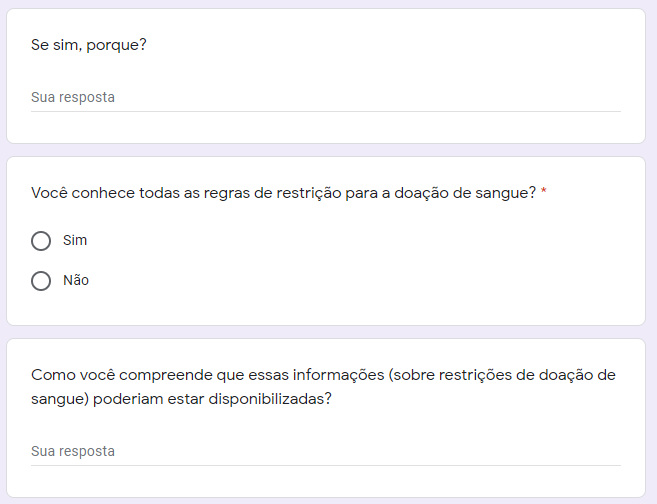 Se sim, porque?
Sua resposta
Você conhece todas as regras de restrição para a doação de sangue? *
Sim
Não
Como você compreende que essas informações (sobre restrições de doação de
sangue) poderiam estar disponibilizadas?
Sua resposta